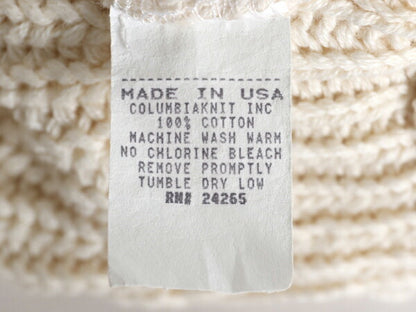 MADE IN USA
COLUMBIAKNIT INC
100% COTTON
MACHINE WASH WARM
NO CHLORINE BLEACH
REMOVE PROMPTLY
TUMBLE DRY LOW
RN# 24265